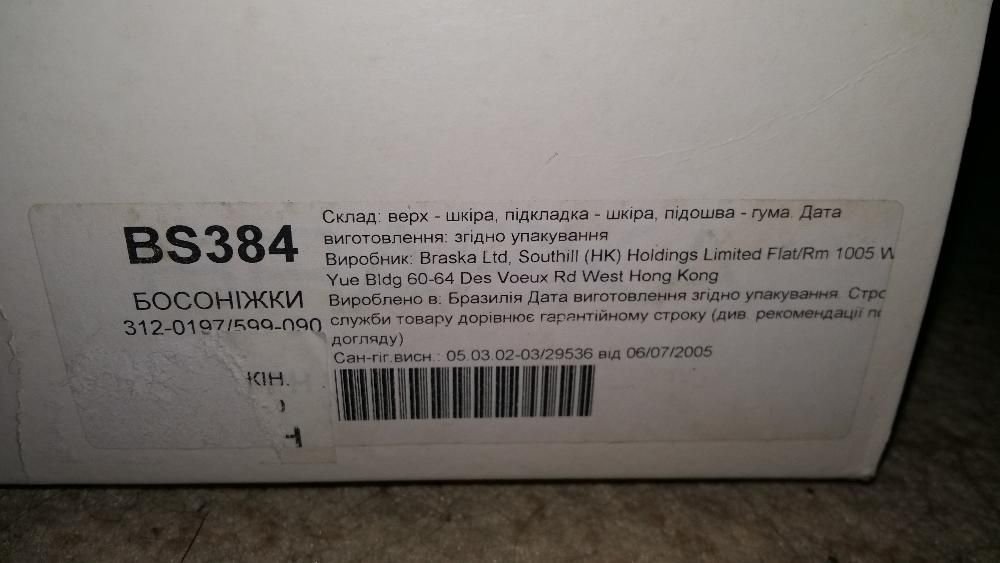 BS384
БОСОНІЖКИ
312-0197/599-090
КІН.
Склад: верх - шкіра, підкладка - шкіра, підошва - гума. Дата
виготовлення: згідно упакування
Виробник: Braska Ltd, Southill (HK) Holdings Limited Flat/Rm 1005 W
Yue Bldg 60-64 Des Voeux Rd West Hong Kong
Вироблено в: Бразилія Дата виготовлення згідно упакування. Стро
служби товару дорівнює гарантійному строку (див. рекомендації по
догляду)
Сан-гіг.висн.: 05.03.02-03/29536 від 06/07/2005